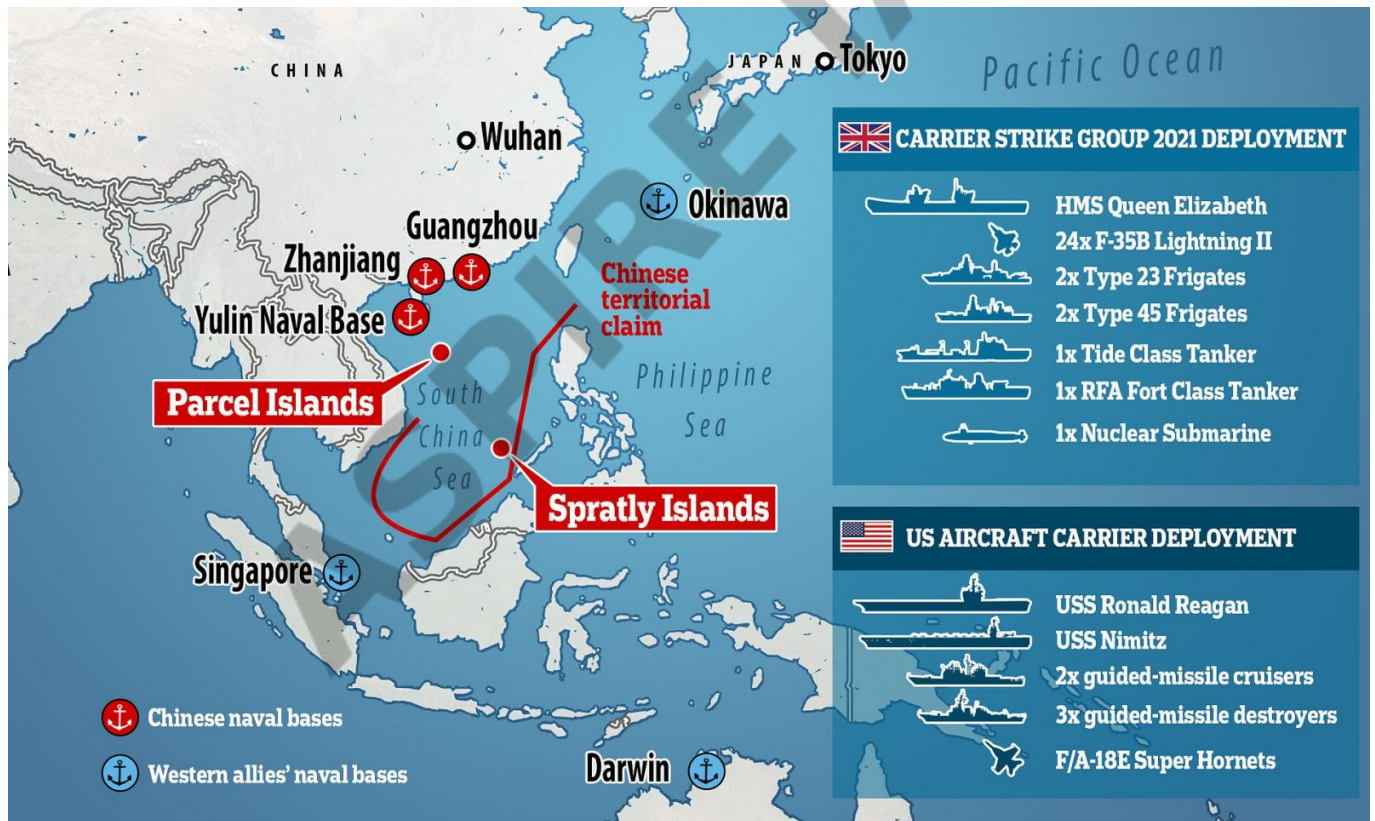 CHINA
JAPAN
Tokyo
Pacific Ocean
Wuhan
Okinawa
Guangzhou
Zhanjiang
Yulin Naval Base
Chinese
territorial
claim
Parcel Islands
South
China
Sea
Philippine
Sea
Spratly Islands
Singapore
Darwin
Chinese naval bases
Western allies' naval bases
CARRIER STRIKE GROUP 2021 DEPLOYMENT
HMS Queen Elizabeth
24x F-35B Lightning II
2x Type 23 Frigates
2x Type 45 Frigates
1x Tide Class Tanker
1x RFA Fort Class Tanker
1x Nuclear Submarine
US AIRCRAFT CARRIER DEPLOYMENT
USS Ronald Reagan
USS Nimitz
2x guided-missile cruisers
3x guided-missile destroyers
F/A-18E Super Hornets
ASPIRE